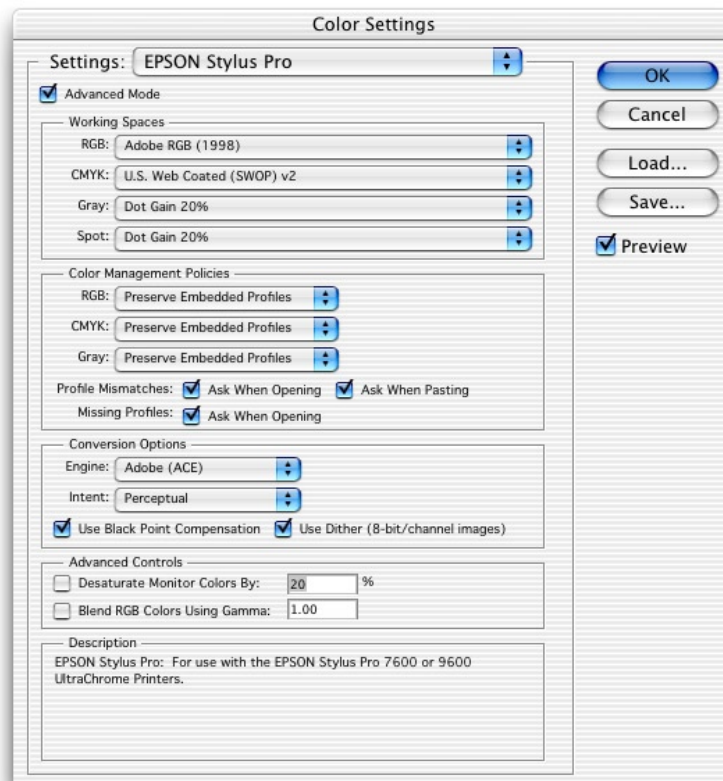 Color Settings
Settings: EPSON Stylus Pro
OK
Advanced Mode
Cancel
Working Spaces
RGB: Adobe RGB (1998)
Load...
CMYK: U.S. Web Coated (SWOP) v2
Save...
Gray: Dot Gain 20%
Spot: Dot Gain 20%
Preview
Color Management Policies
RGB: Preserve Embedded Profiles
CMYK: Preserve Embedded Profiles
Gray: Preserve Embedded Profiles
Profile Mismatches: Ask When Opening Ask When Pasting
Missing Profiles: Ask When Opening
Conversion Options
Engine: Adobe (ACE)
Intent: Perceptual
Use Black Point Compensation Use Dither (8-bit/channel images)
Advanced Controls
Desaturate Monitor Colors By: 20 %
Blend RGB Colors Using Gamma: 1.00
Description
EPSON Stylus Pro: For use with the EPSON Stylus Pro 7600 or 9600
UltraChrome Printers.